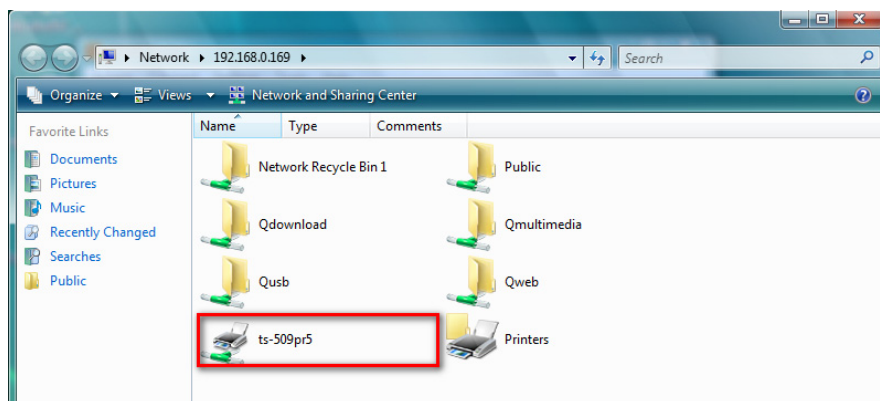 Network 192.168.0.169
Search
Organize Views Network and Sharing Center
Favorite Links
Documents
Pictures
Music
Recently Changed
Searches
Public
Name Type Comments
Network Recycle Bin 1
Public
Qdownload
Qmultimedia
Qusb
Qweb
ts-509pr5
Printers